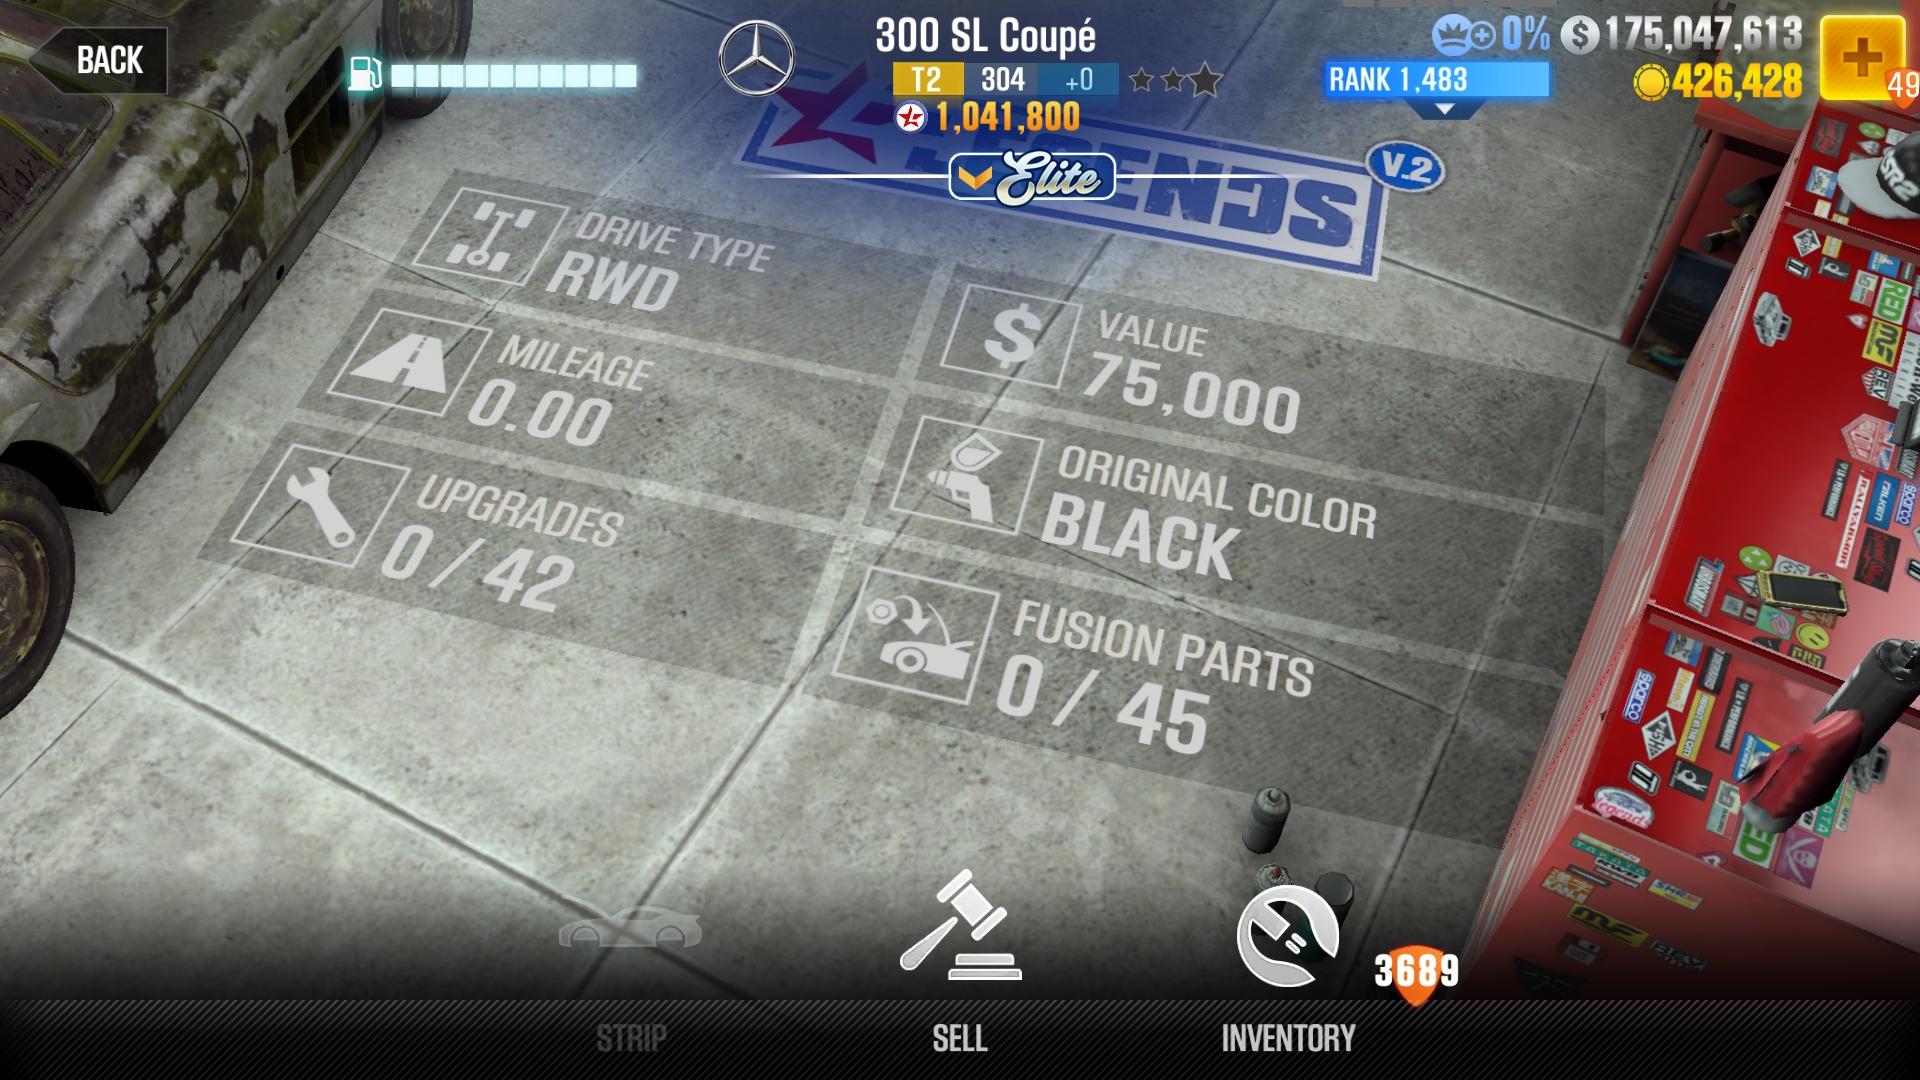 BACK
300 SL Coupé
T2 304 +0
1,041,800
Elite
0%
175,047,613
RANK 1,483
426,428
49
LEGENDS
V.2
DRIVE TYPE
RWD
MILEAGE
0.00
UPGRADES
0 / 42
VALUE
75,000
ORIGINAL COLOR
BLACK
FUSION PARTS
0 / 45
3689
STRIP
SELL
INVENTORY